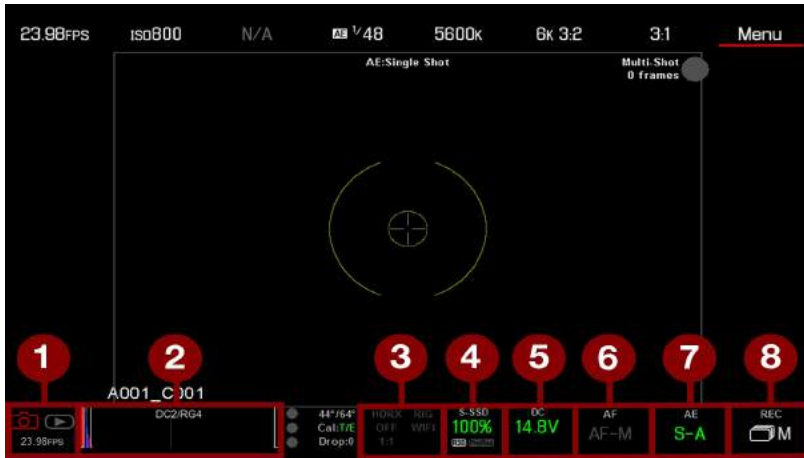 23.98FPS ISO800 N/A AE 1/48 5600K 6K 3:2 3:1 Menu
AE:Single Shot
Multi-Shot
0 frames
1 2 3 4 5 6 7 8
A001_C001
23.98FPS
DC2/RG4
44°/64°
Cal:T/E
Drop:0
HDRX RIG
OFF WIFI
1:1
S-SSD
100%
DC
14.8V
AF
AF-M
AE
S-A
REC
M